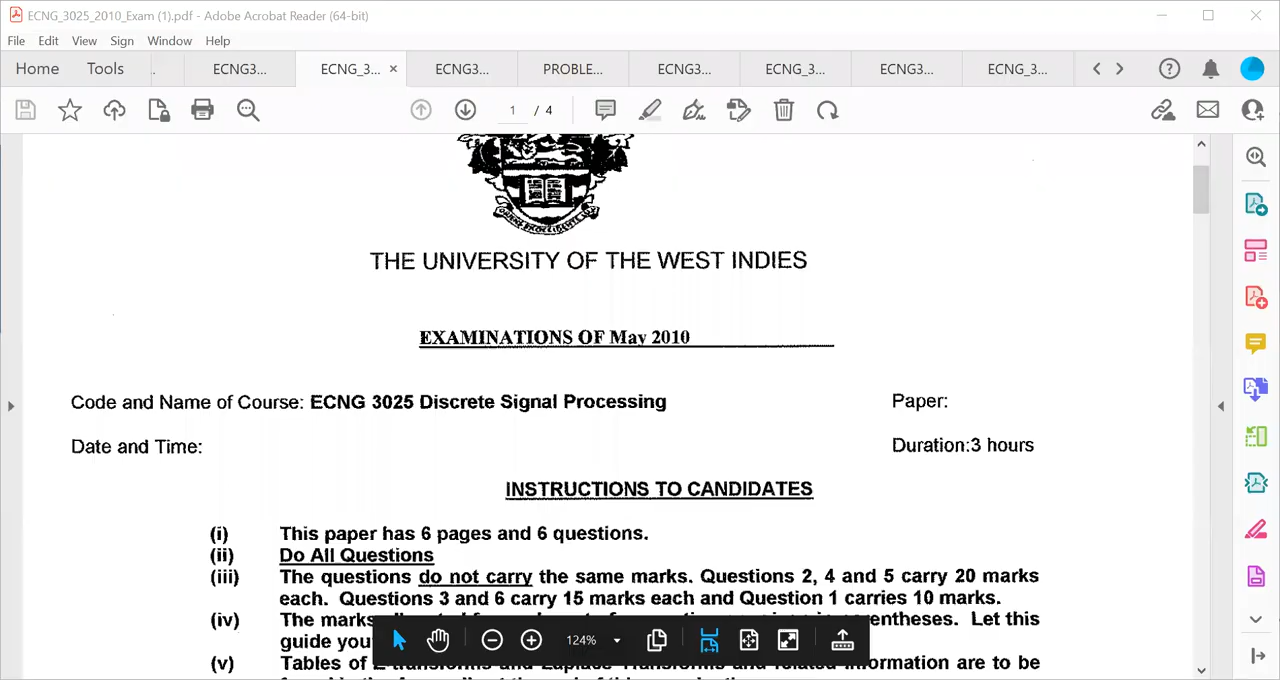 ECNG_3025_2010_Exam (1).pdf - Adobe Acrobat Reader (64-bit)
File Edit View Sign Window Help
Home Tools . ECNG3... ECNG_3... × ECNG3... PROBLE... ECNG3... ECNG_3... ECNG3... ECNG_3...
1 / 4
THE UNIVERSITY OF THE WEST INDIES
EXAMINATIONS OF May 2010
Code and Name of Course: ECNG 3025 Discrete Signal Processing Paper:
Date and Time: Duration:3 hours
INSTRUCTIONS TO CANDIDATES
(i) This paper has 6 pages and 6 questions.
(ii) Do All Questions
(iii) The questions do not carry the same marks. Questions 2, 4 and 5 carry 20 marks
each. Questions 3 and 6 carry 15 marks each and Question 1 carries 10 marks.
(iv) The marks entheses. Let this
guide you
124%
(v) Tables of information are to be